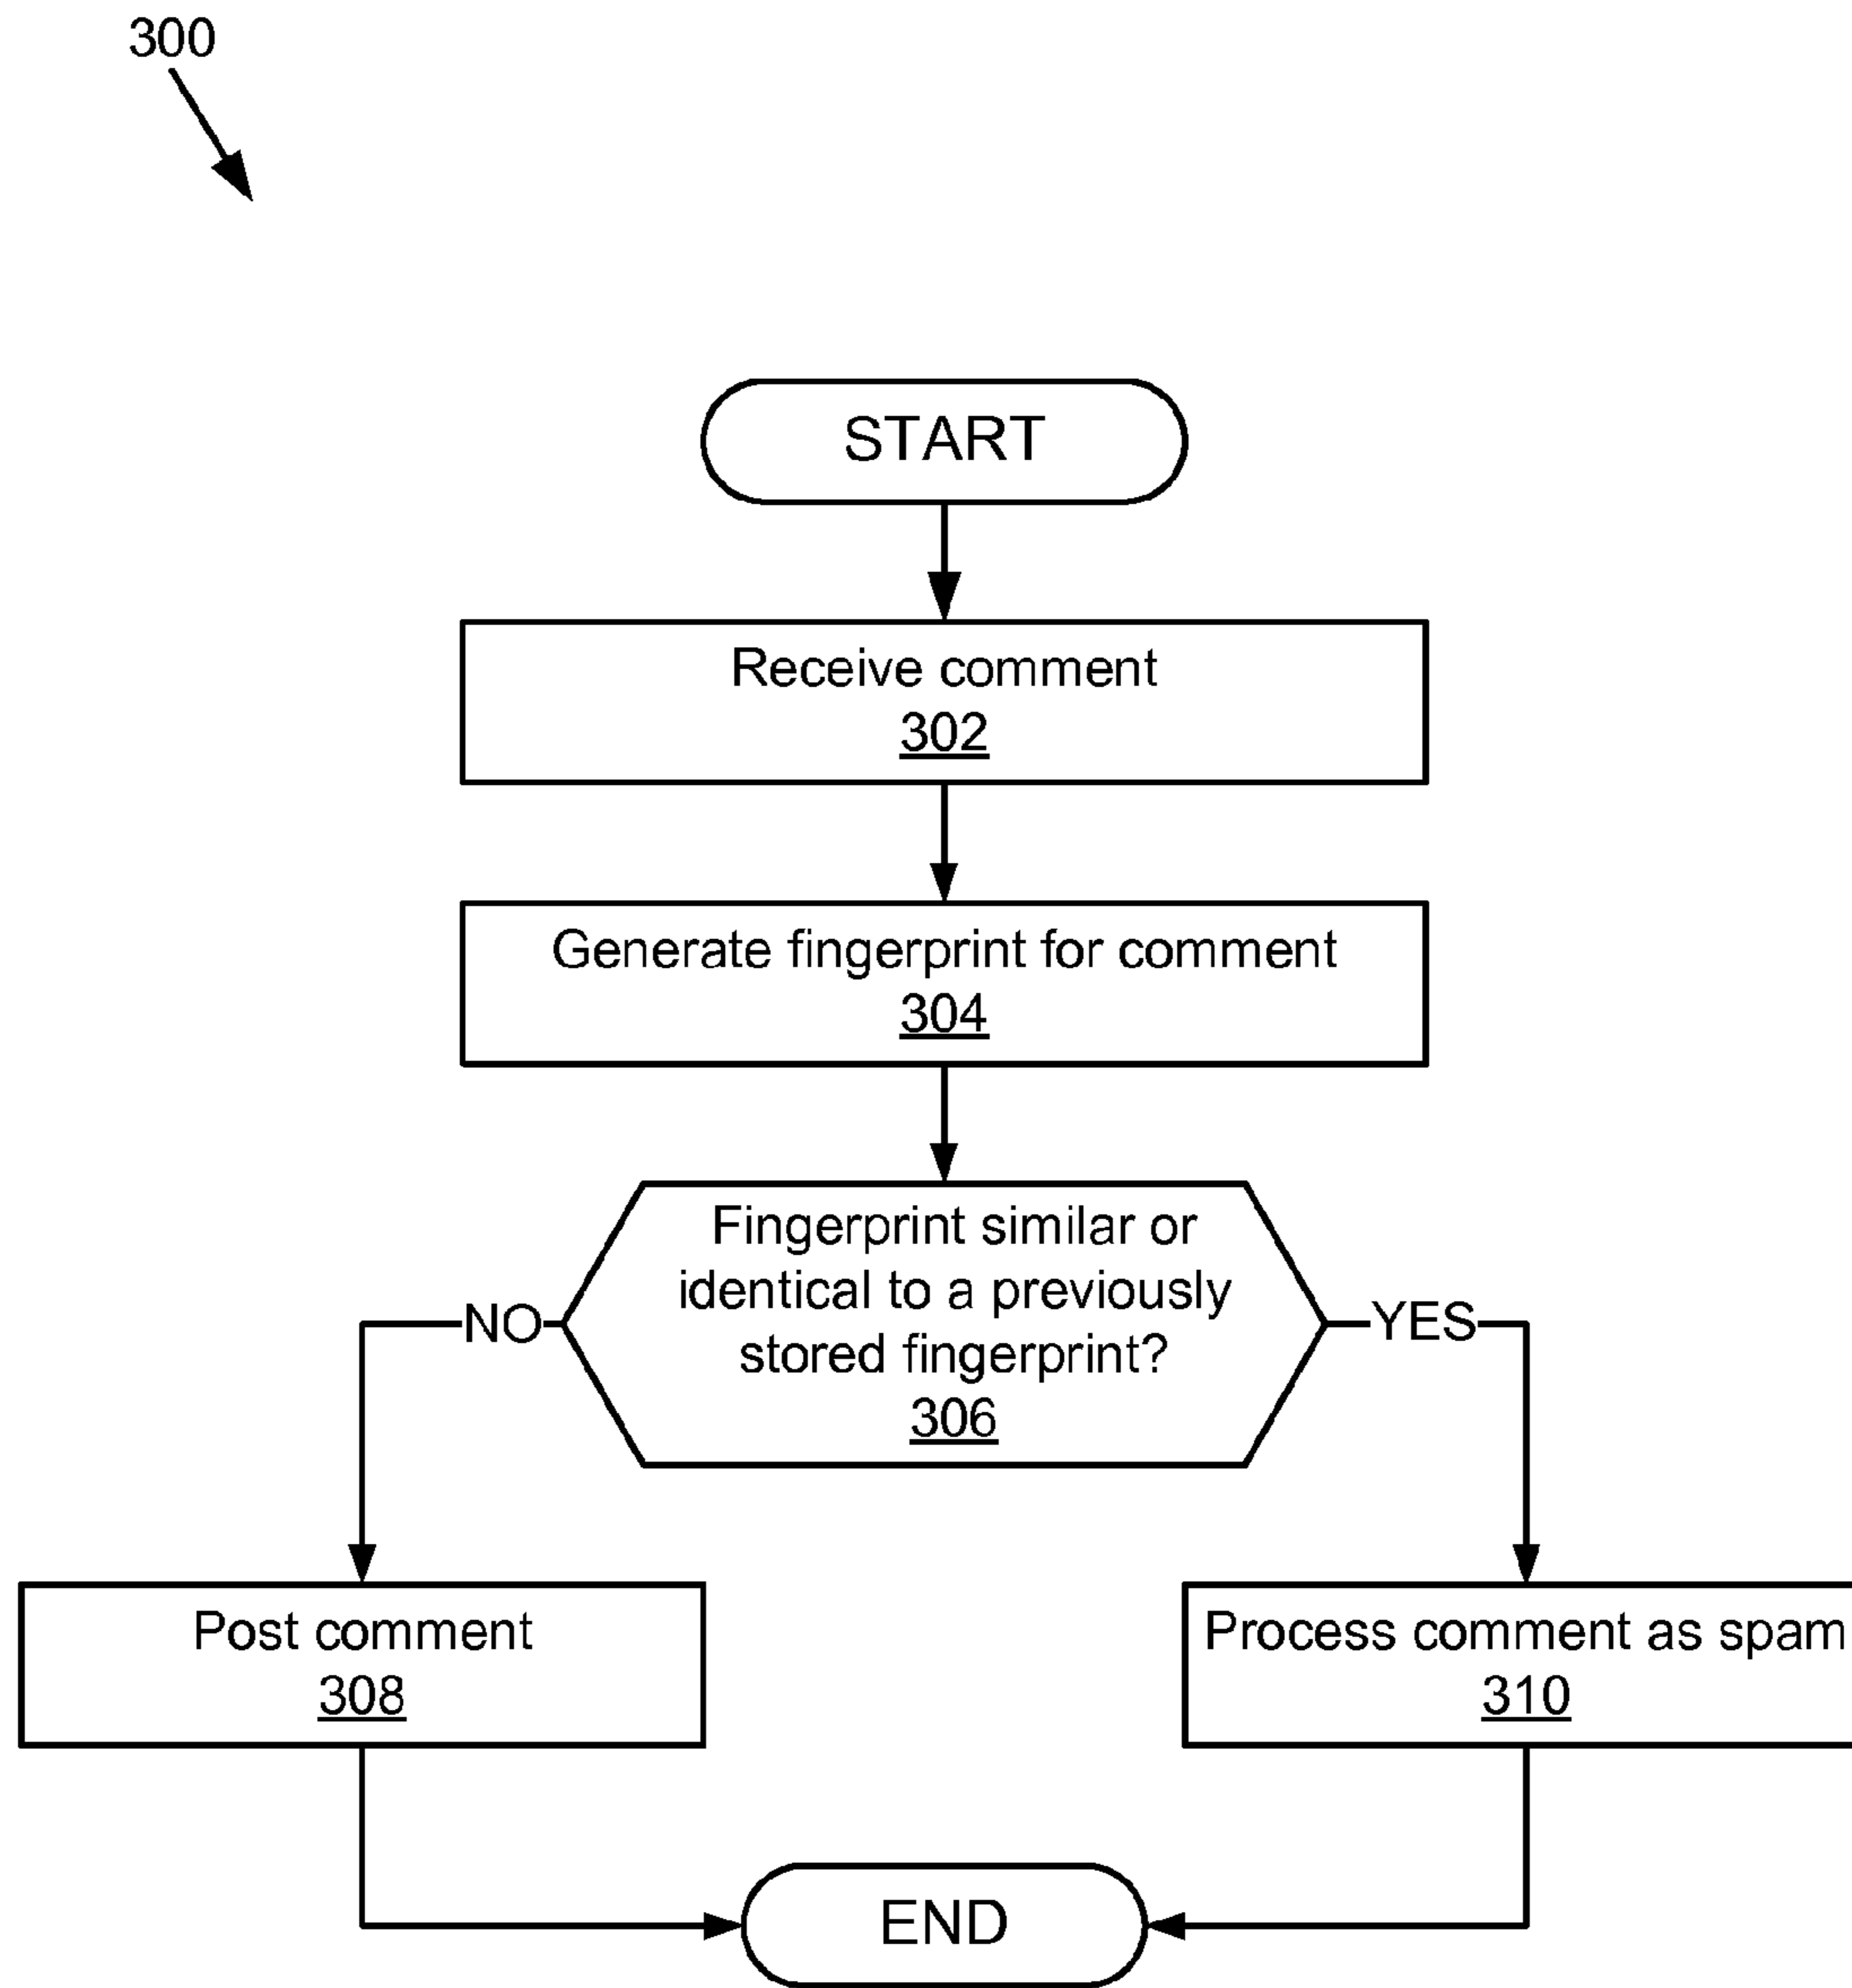 300
START
Receive comment
302
Generate fingerprint for comment
304
Fingerprint similar or
identical to a previously
stored fingerprint?
306
NO
YES
Post comment
308
Process comment as spam
310
END